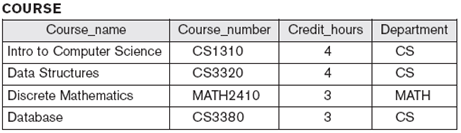 COURSE
Course_name Course_number Credit_hours Department
Intro to Computer Science CS1310 4 CS
Data Structures CS3320 4 CS
Discrete Mathematics MATH2410 3 MATH
Database CS3380 3 CS